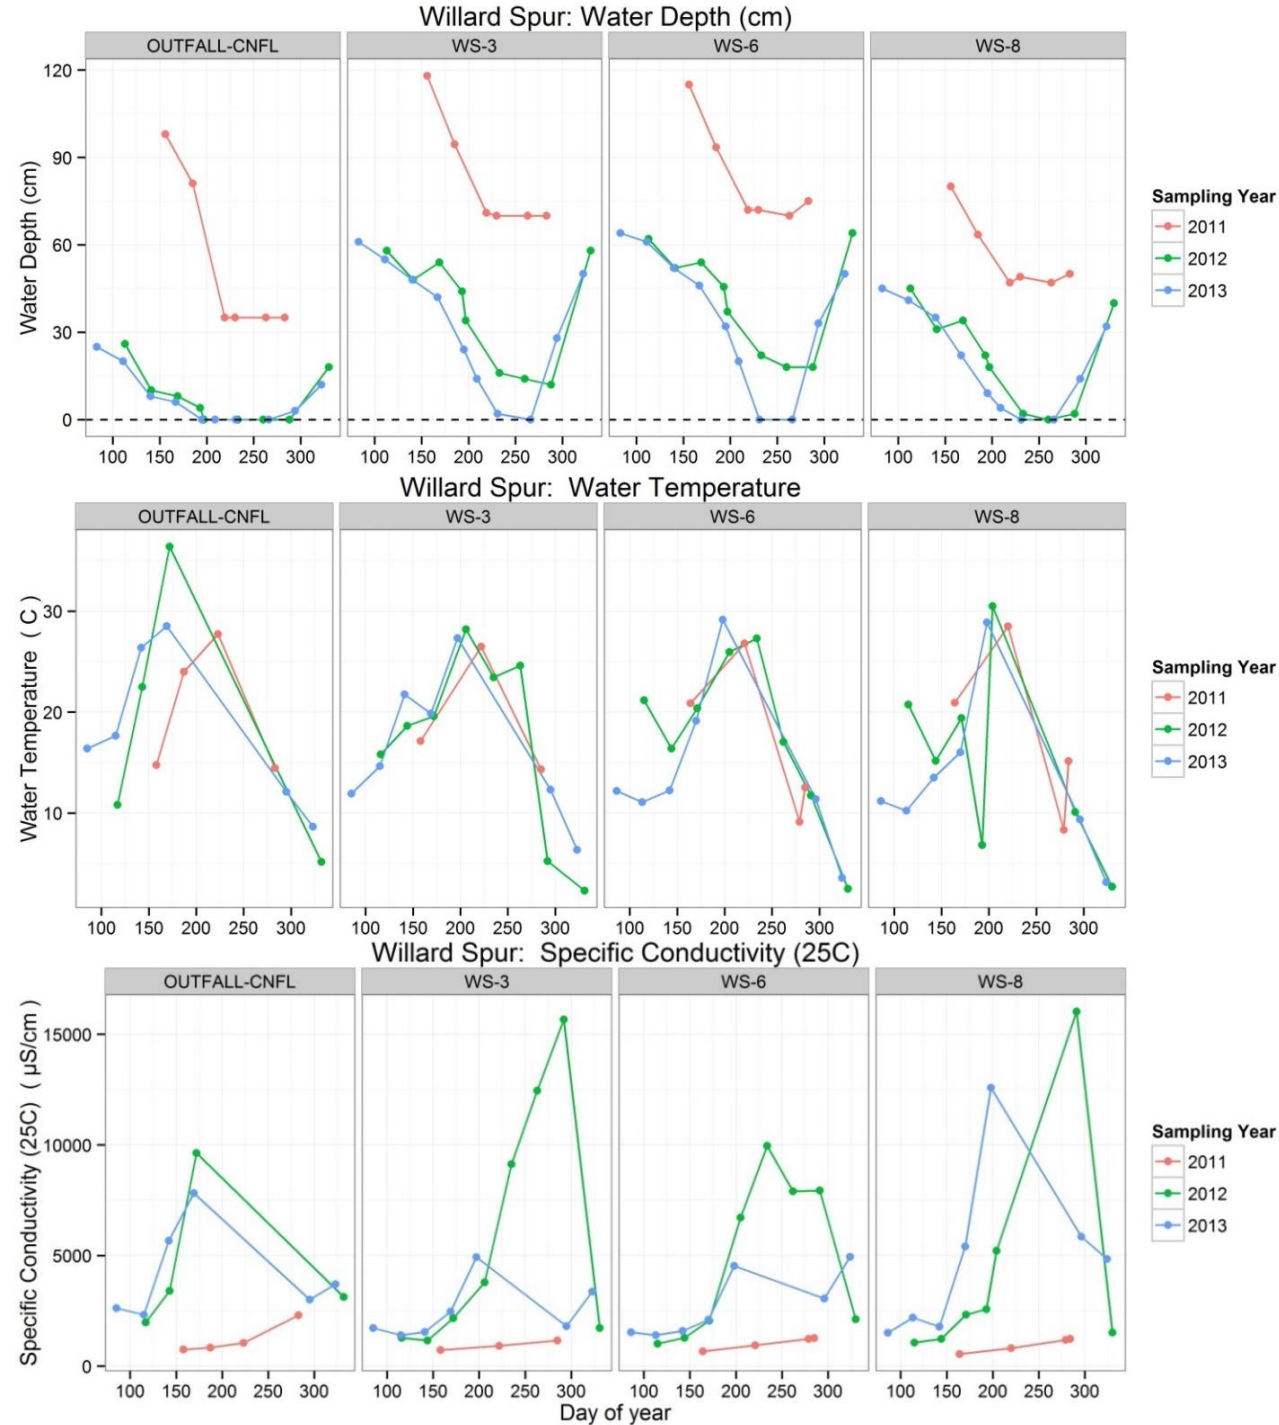 Willard Spur: Water Depth (cm)
OUTFALL-CNFL WS-3 WS-6 WS-8
Water Depth (cm)
120
90
60
30
0
100 150 200 250 300 100 150 200 250 300 100 150 200 250 300 100 150 200 250 300
Sampling Year
2011
2012
2013
Willard Spur: Water Temperature
OUTFALL-CNFL WS-3 WS-6 WS-8
Water Temperature ( C )
30
20
10
100 150 200 250 300 100 150 200 250 300 100 150 200 250 300 100 150 200 250 300
Sampling Year
2011
2012
2013
Willard Spur: Specific Conductivity (25C)
OUTFALL-CNFL WS-3 WS-6 WS-8
Specific Conductivity (25C) ( µS/cm )
15000
10000
5000
0
100 150 200 250 300 100 150 200 250 300 100 150 200 250 300 100 150 200 250 300
Day of year
Sampling Year
2011
2012
2013